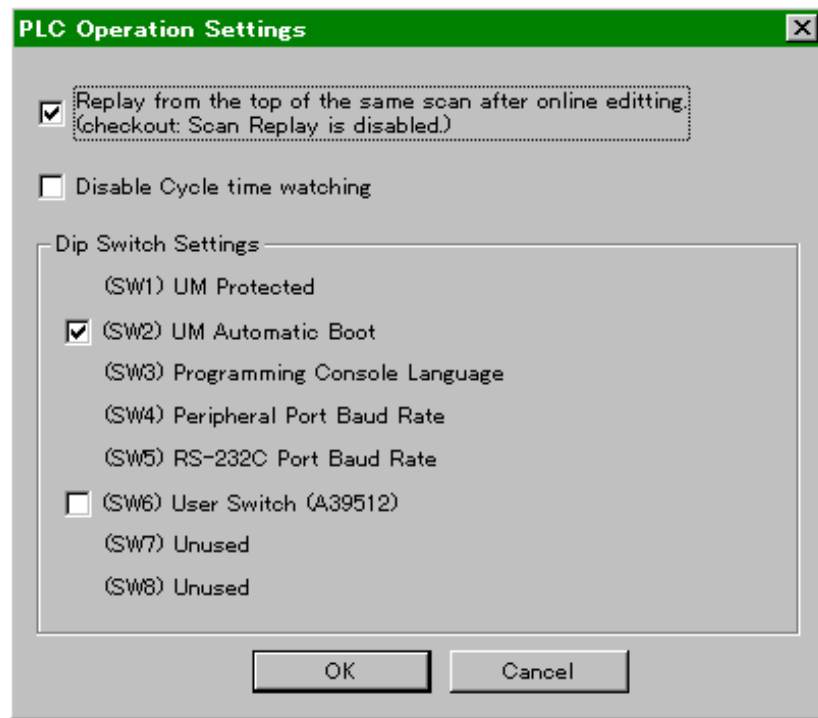 PLC Operation Settings
Replay from the top of the same scan after online editting.
(checkout: Scan Replay is disabled.)
Disable Cycle time watching
Dip Switch Settings
(SW1) UM Protected
(SW2) UM Automatic Boot
(SW3) Programming Console Language
(SW4) Peripheral Port Baud Rate
(SW5) RS-232C Port Baud Rate
(SW6) User Switch (A39512)
(SW7) Unused
(SW8) Unused
OK
Cancel